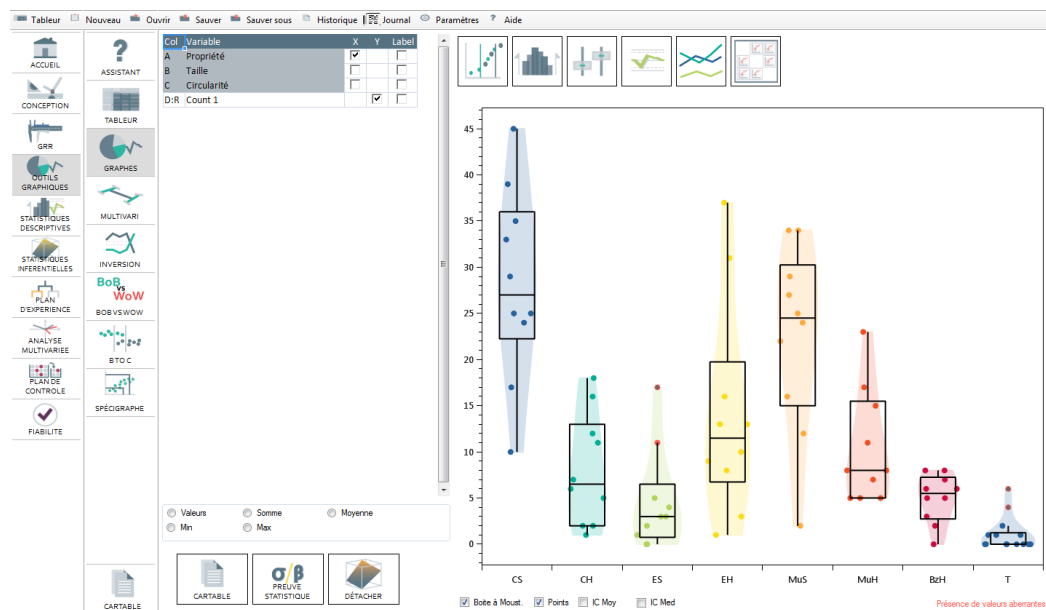 Tableur Nouveau Ouvrir Sauver Sauver sous Historique Journal Paramètres ? Aide
ACCUEIL
CONCEPTION
GRR
OUTILS
GRAPHIQUES
STATISTIQUES
DESCRIPTIVES
STATISTIQUES
INFERENTIELLES
PLAN
D'EXPERIENCE
ANALYSE
MULTIVARIEE
PLAN DE
CONTROLE
FIABILITE
?
ASSISTANT
TABLEUR
GRAPHES
MULTIVARI
INVERSION
BoB
vs
WoW
BOB VS WOW
B TO C
SPÉCIGRAPHE
CARTABLE
Col Variable X Y Label
A Propriété
B Taille
C Circularité
D:R Count 1
Valeurs Somme Moyenne
Min Max
CARTABLE
σ/β
PREUVE
STATISTIQUE
DÉTACHER
45
40
35
30
25
20
15
10
5
0
CS CH ES EH MuS MuH BzH T
Boite à Moust. Points IC Moy IC Med
Présence de valeurs aberrantes